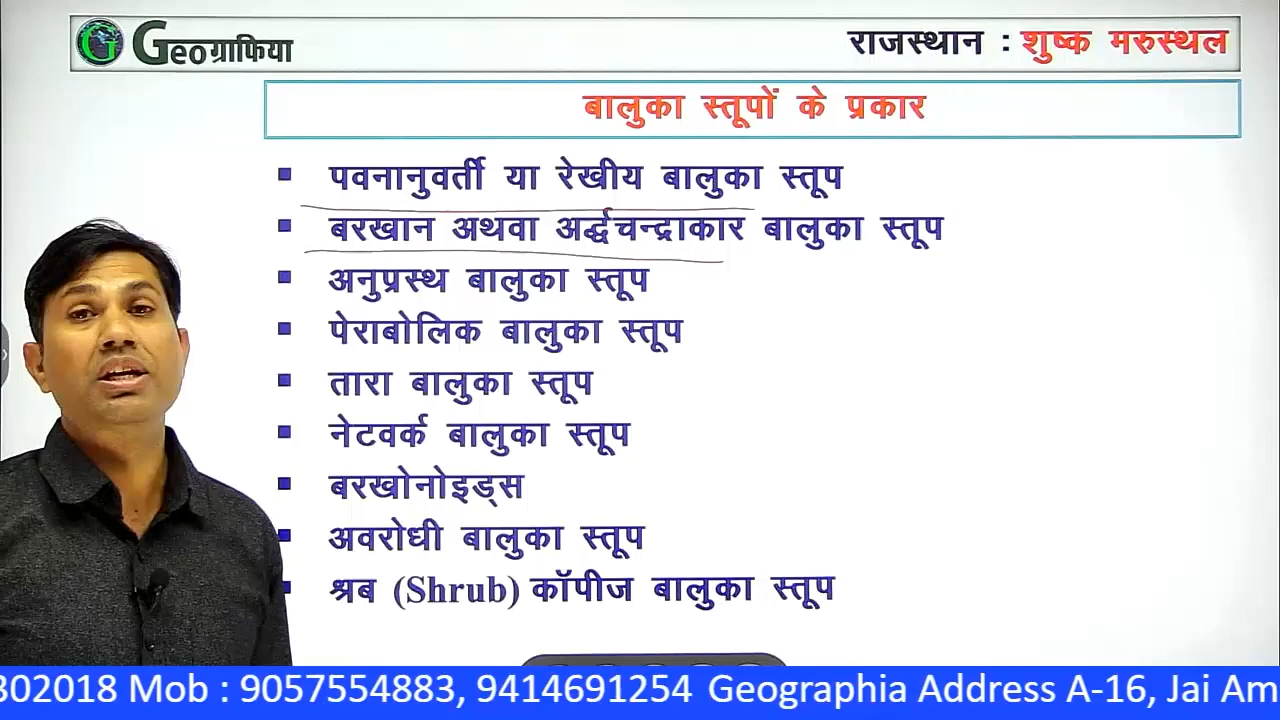 Geoग्राफिया
राजस्थान : शुष्क मरुस्थल
बालुका स्तूपों के प्रकार
पवनानुवर्ती या रेखीय बालुका स्तूप
बरखान अथवा अर्द्धचन्द्राकार बालुका स्तूप
अनुप्रस्थ बालुका स्तूप
पेराबोलिक बालुका स्तूप
तारा बालुका स्तूप
नेटवर्क बालुका स्तूप
बरखोनोइड्स
अवरोधी बालुका स्तूप
श्रब (Shrub) कॉपीज बालुका स्तूप
302018 Mob : 9057554883, 9414691254 Geographia Address A-16, Jai Am